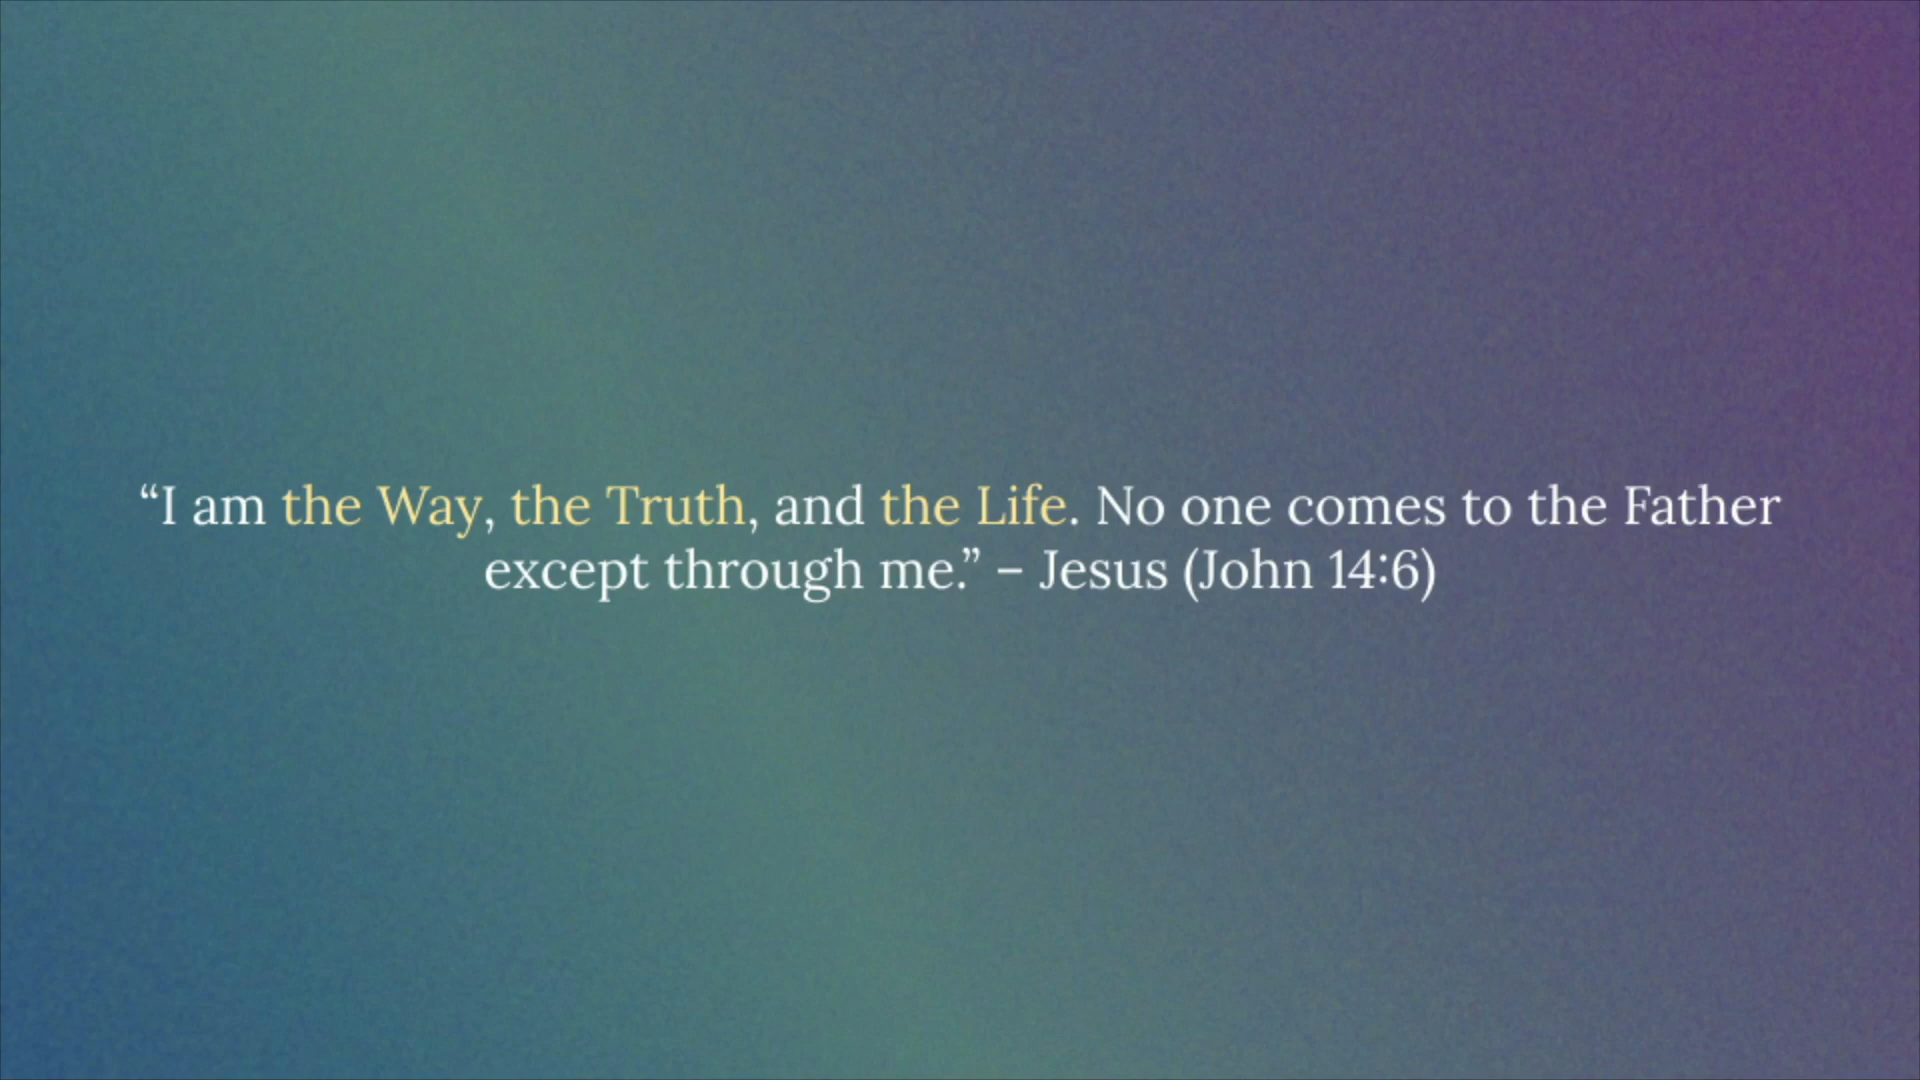 “I am the Way, the Truth, and the Life. No one comes to the Father
except through me.” – Jesus (John 14:6)